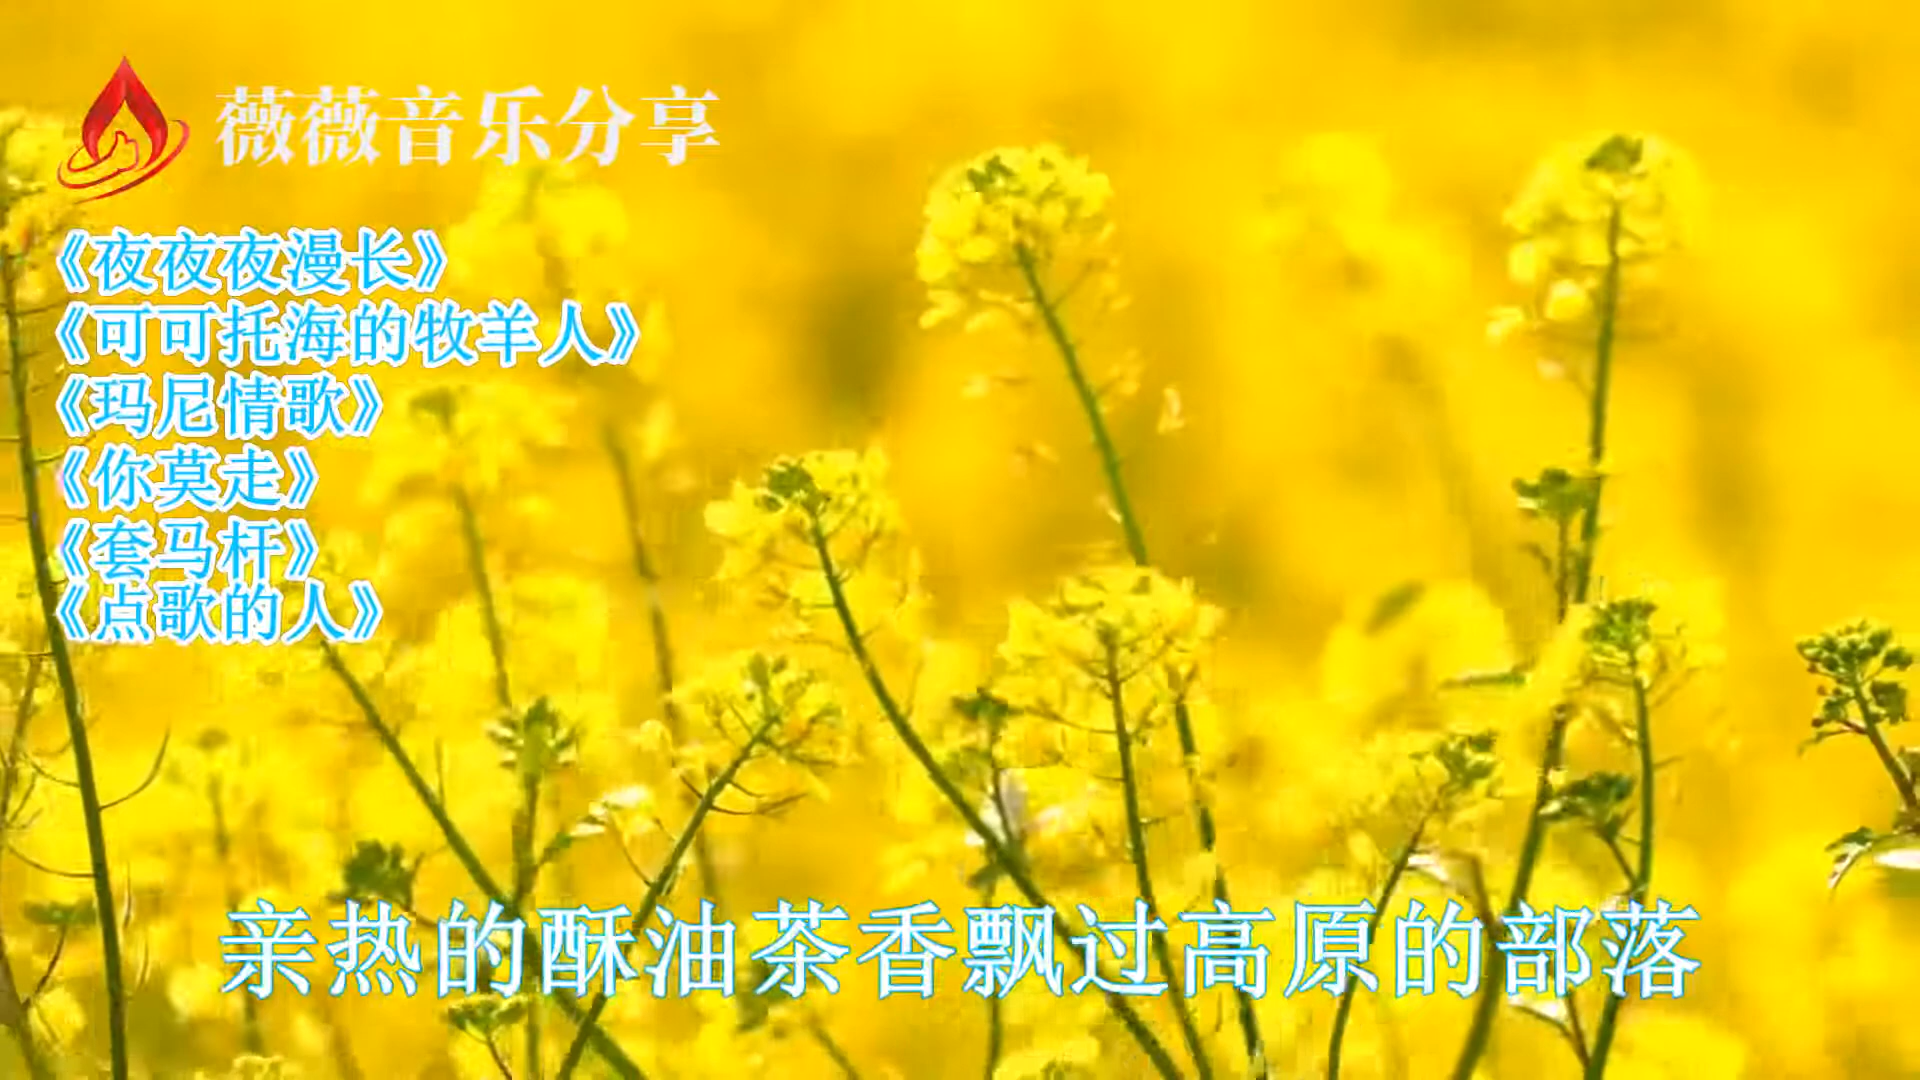 薇薇音乐分享
《夜夜夜漫长》
《可可托海的牧羊人》
《玛尼情歌》
《你莫走》
《套马杆》
《点歌的人》
亲热的酥油茶香飘过高原的部落